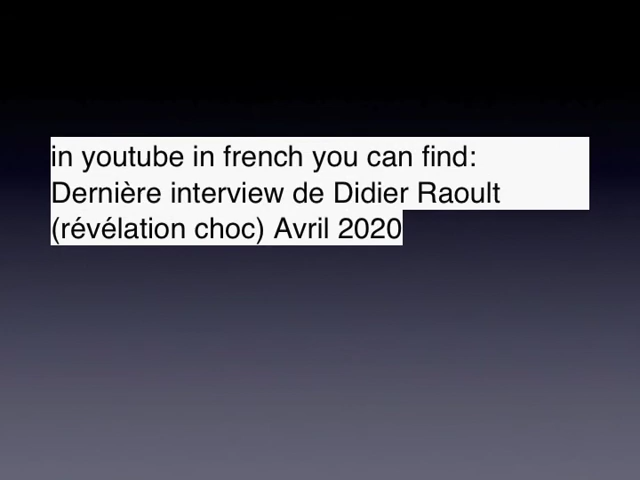 in youtube in french you can find:
Dernière interview de Didier Raoult
(révélation choc) Avril 2020